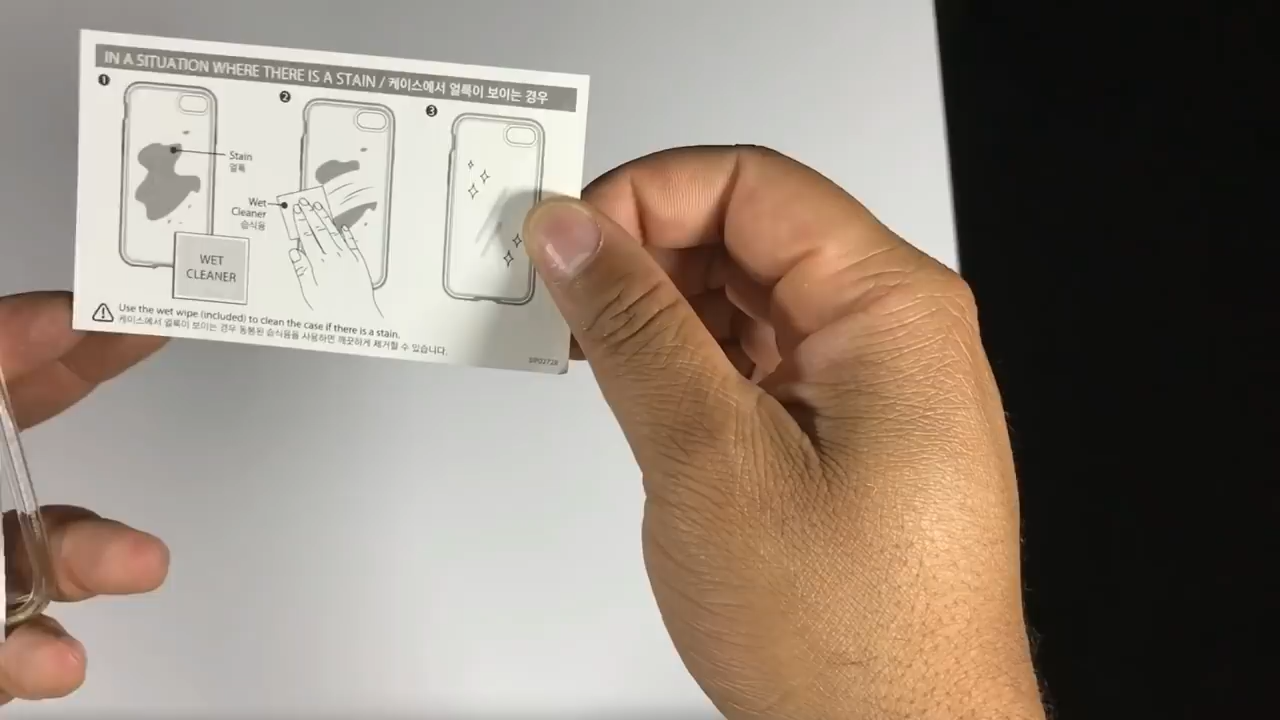 IN A SITUATION WHERE THERE IS A STAIN / 케이스에서 얼룩이 보이는 경우
1
2
3
Stain
얼룩
Wet
Cleaner
습식용
WET
CLEANER
Use the wet wipe (included) to clean the case if there is a stain.
케이스에서 얼룩이 보이는 경우 동봉된 습식용을 사용하면 깨끗하게 제거할 수 있습니다.